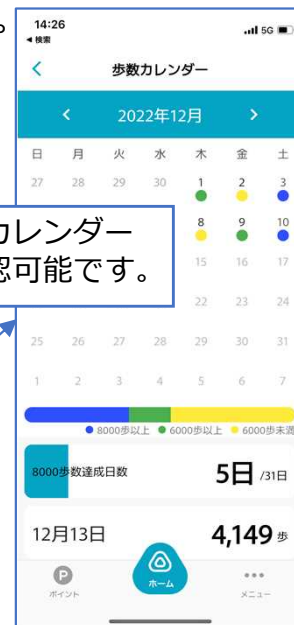 。
14:26
5G
◀ 検索
歩数カレンダー
2022年12月
日 月 火 水 木 金 土
27 28 29 30 1 2 3
8 9 10
カレンダー
認可能です。
15 16 17
22 23 24
25 26 27 28 29 30 31
1 2 3 4 5 6 7
8000歩以上 6000歩以上 6000歩未満
8000歩数達成日数 5日 /31日
12月13日 4,149 歩
P
ポイント ホーム メニュー